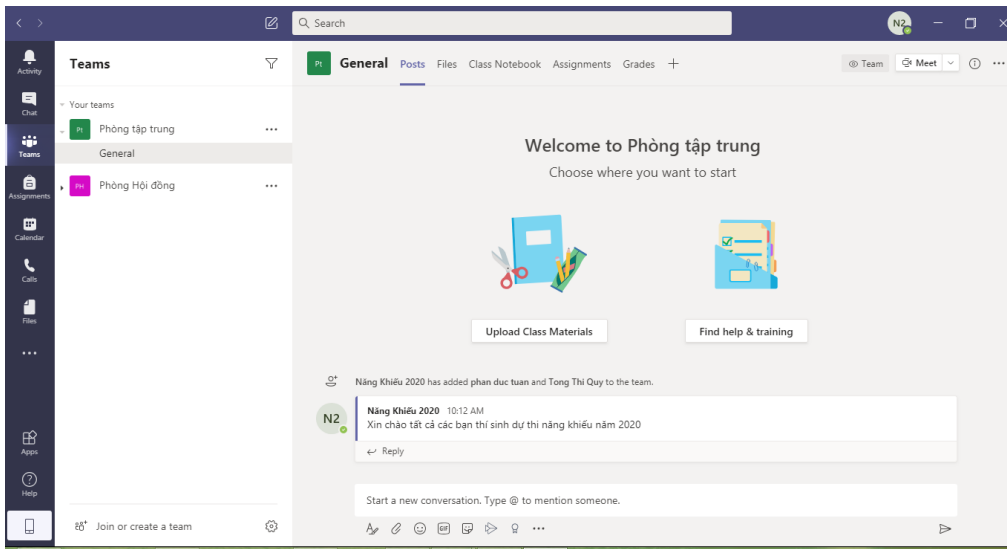 Search
N2
Activity
Chat
Teams
Assignments
Calendar
Calls
Files
Apps
Help
Teams
Your teams
Pt Phòng tập trung
General
PH Phòng Hội đồng
Join or create a team
Pt General Posts Files Class Notebook Assignments Grades
Team Meet
Welcome to Phòng tập trung
Choose where you want to start
Upload Class Materials Find help & training
Năng Khiếu 2020 has added phan duc tuan and Tong Thi Quy to the team.
N2
Năng Khiếu 2020 10:12 AM
Xin chào tất cả các bạn thí sinh dự thi năng khiếu năm 2020
Reply
Start a new conversation. Type @ to mention someone.
GIF